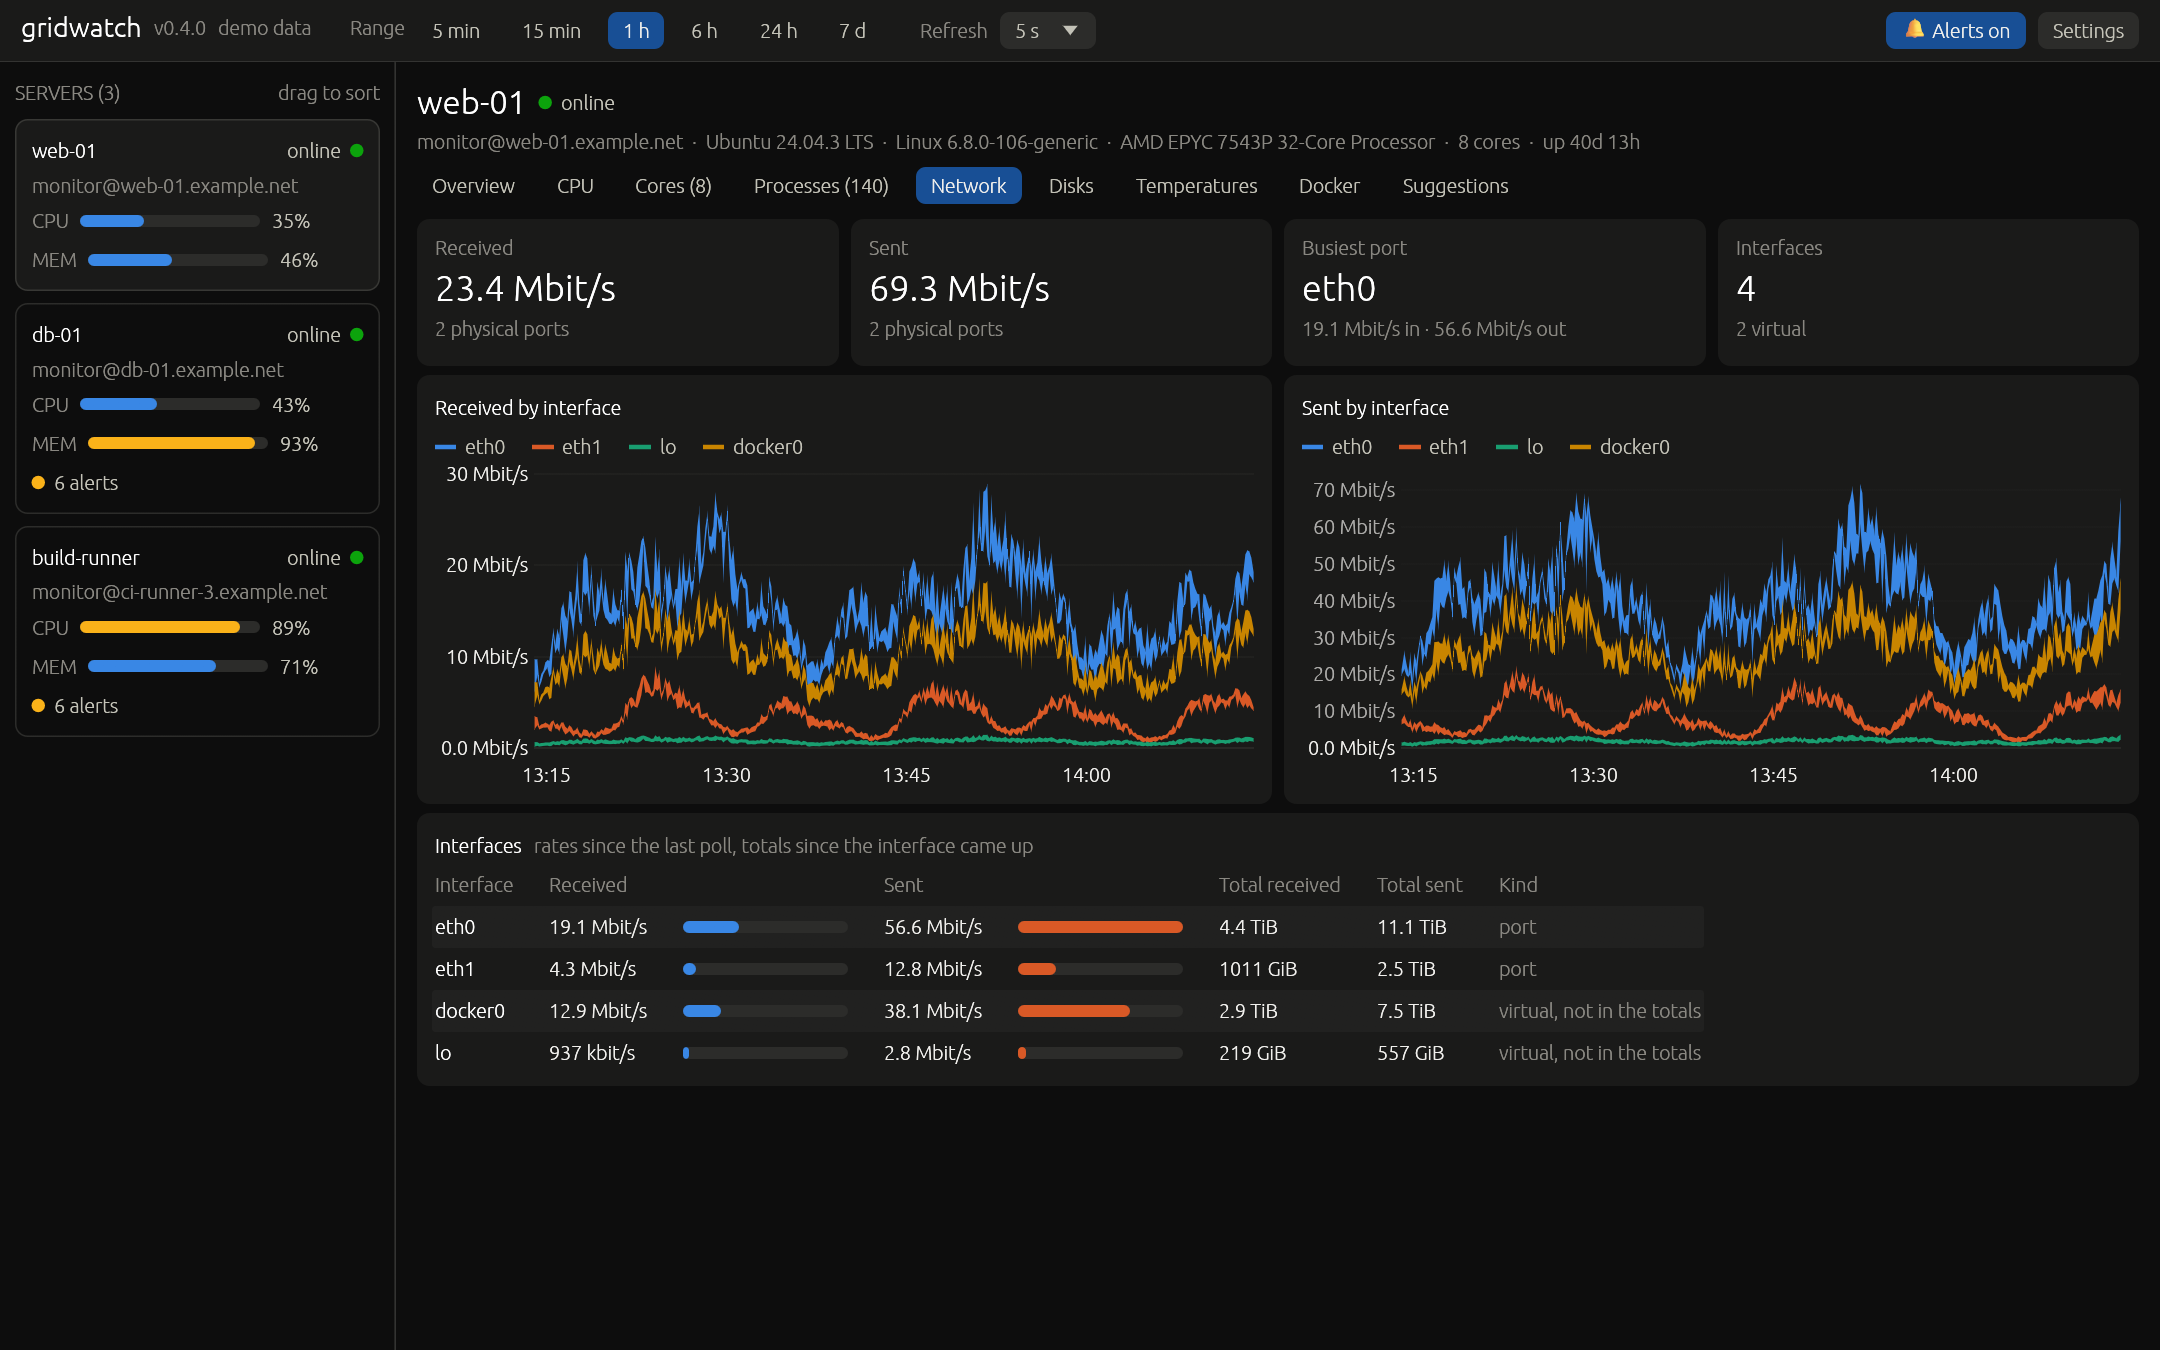 gridwatch v0.4.0 demo data Range 5 min 15 min 1 h 6 h 24 h 7 d Refresh 5 s Alerts on Settings
SERVERS (3) drag to sort
web-01 online
monitor@web-01.example.net
CPU 35%
MEM 46%
db-01 online
monitor@db-01.example.net
CPU 43%
MEM 93%
6 alerts
build-runner online
monitor@ci-runner-3.example.net
CPU 89%
MEM 71%
6 alerts
web-01 online
monitor@web-01.example.net · Ubuntu 24.04.3 LTS · Linux 6.8.0-106-generic · AMD EPYC 7543P 32-Core Processor · 8 cores · up 40d 13h
Overview CPU Cores (8) Processes (140) Network Disks Temperatures Docker Suggestions
Received
23.4 Mbit/s
2 physical ports
Sent
69.3 Mbit/s
2 physical ports
Busiest port
eth0
19.1 Mbit/s in · 56.6 Mbit/s out
Interfaces
4
2 virtual
Received by interface
eth0 eth1 lo docker0
30 Mbit/s
20 Mbit/s
10 Mbit/s
0.0 Mbit/s
13:15 13:30 13:45 14:00
Sent by interface
eth0 eth1 lo docker0
70 Mbit/s
60 Mbit/s
50 Mbit/s
40 Mbit/s
30 Mbit/s
20 Mbit/s
10 Mbit/s
0.0 Mbit/s
13:15 13:30 13:45 14:00
Interfaces rates since the last poll, totals since the interface came up
Interface Received Sent Total received Total sent Kind
eth0 19.1 Mbit/s 56.6 Mbit/s 4.4 TiB 11.1 TiB port
eth1 4.3 Mbit/s 12.8 Mbit/s 1011 GiB 2.5 TiB port
docker0 12.9 Mbit/s 38.1 Mbit/s 2.9 TiB 7.5 TiB virtual, not in the totals
lo 937 kbit/s 2.8 Mbit/s 219 GiB 557 GiB virtual, not in the totals